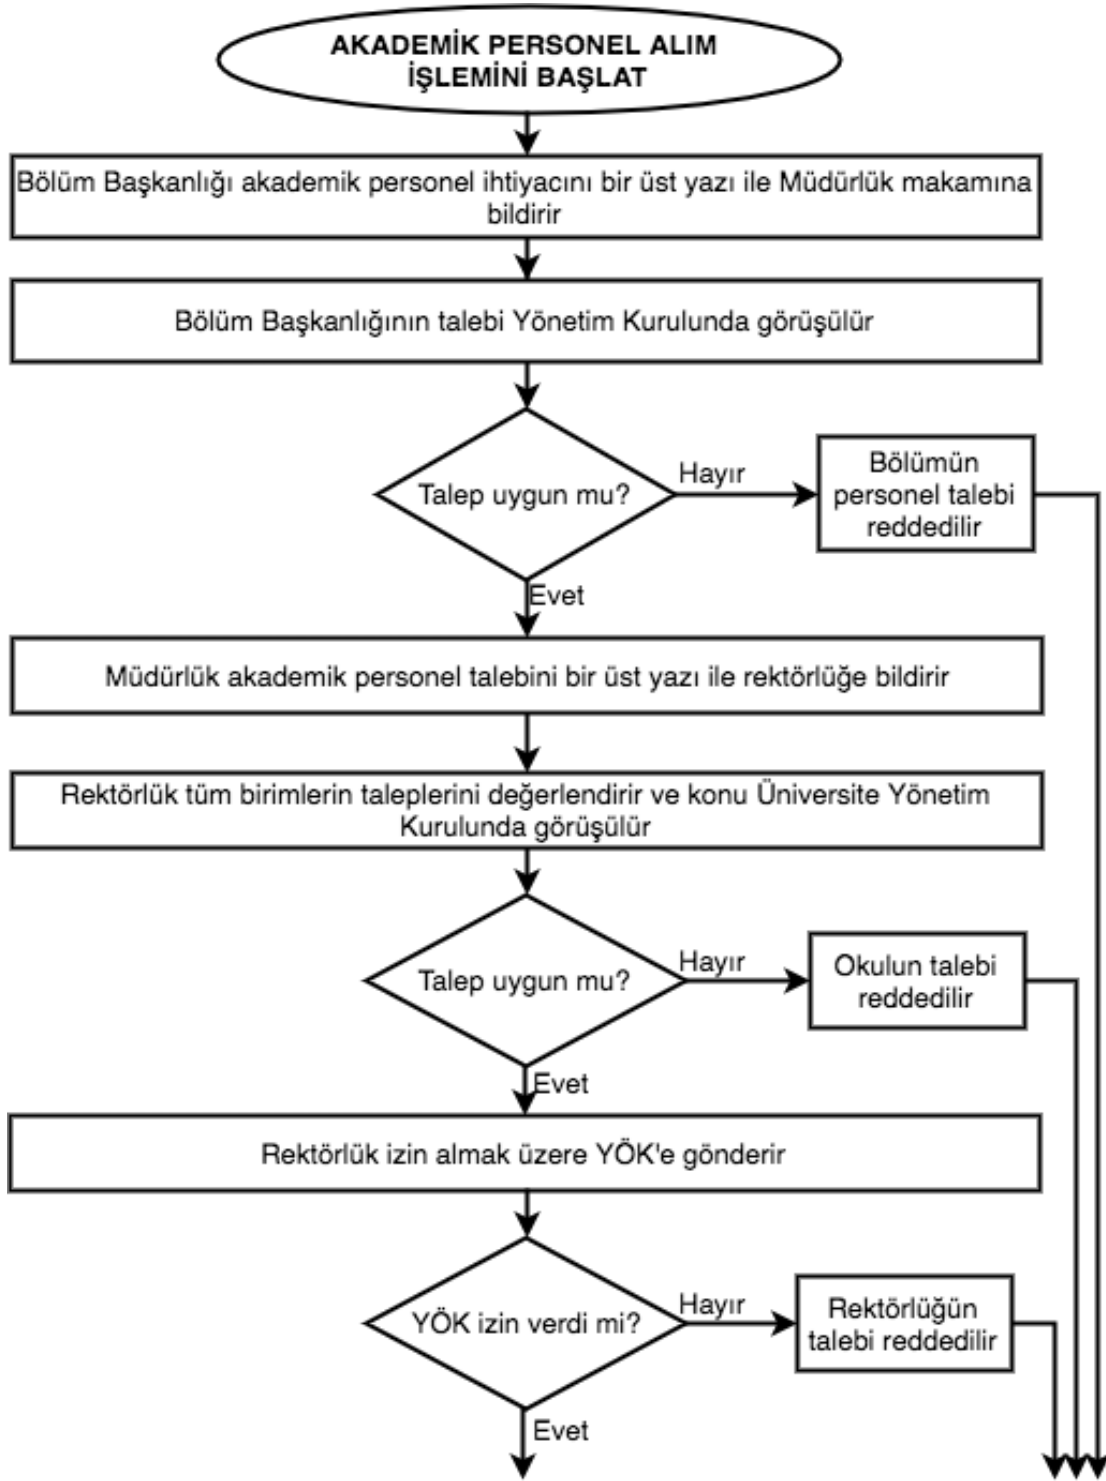 AKADEMİK PERSONEL ALIM
İŞLEMİNİ BAŞLAT
Bölüm Başkanlığı akademik personel ihtiyacını bir üst yazı ile Müdürlük makamına
bildirir
Bölüm Başkanlığının talebi Yönetim Kurulunda görüşülür
Talep uygun mu?
Hayır
Bölümün
personel talebi
reddedilir
Evet
Müdürlük akademik personel talebini bir üst yazı ile rektörlüğe bildirir
Rektörlük tüm birimlerin taleplerini değerlendirir ve konu Üniversite Yönetim
Kurulunda görüşülür
Talep uygun mu?
Hayır
Okulun talebi
reddedilir
Evet
Rektörlük izin almak üzere YÖK'e gönderir
YÖK izin verdi mi?
Hayır
Rektörlüğün
talebi reddedilir
Evet